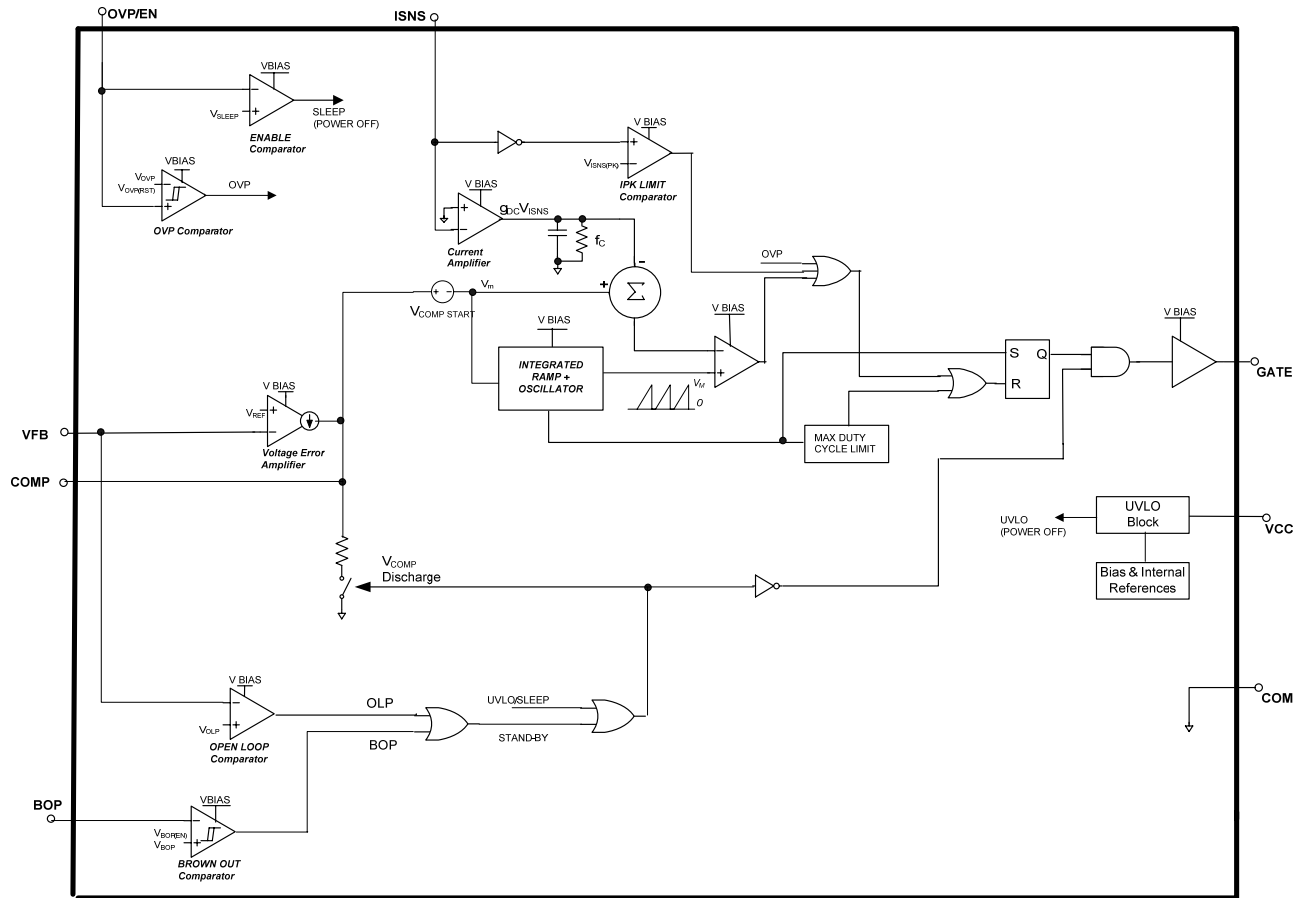 OVP/EN
ISNS
VBIAS
VSLEEP
SLEEP
(POWER OFF)
ENABLE
Comparator
VBIAS
VOVP
VOVP(RST)
OVP
OVP Comparator
V BIAS
VISNS(PK)
IPK LIMIT
Comparator
V BIAS
gDCVISNS
Current
Amplifier
fC
OVP
- 
+
Σ
Vm
VCOMP START
V BIAS
INTEGRATED
RAMP +
OSCILLATOR
VM
0
V BIAS
S Q
R
V BIAS
GATE
MAX DUTY
CYCLE LIMIT
V BIAS
VREF
VFB
Voltage Error
Amplifier
COMP
UVLO
(POWER OFF)
UVLO
Block
VCC
Bias & Internal
References
VCOMP
Discharge
V BIAS
VOLP
OPEN LOOP
Comparator
OLP
BOP
UVLO/SLEEP
STAND-BY
COM
BOP
VBIAS
VBOP(EN)
VBOP
BROWN OUT
Comparator